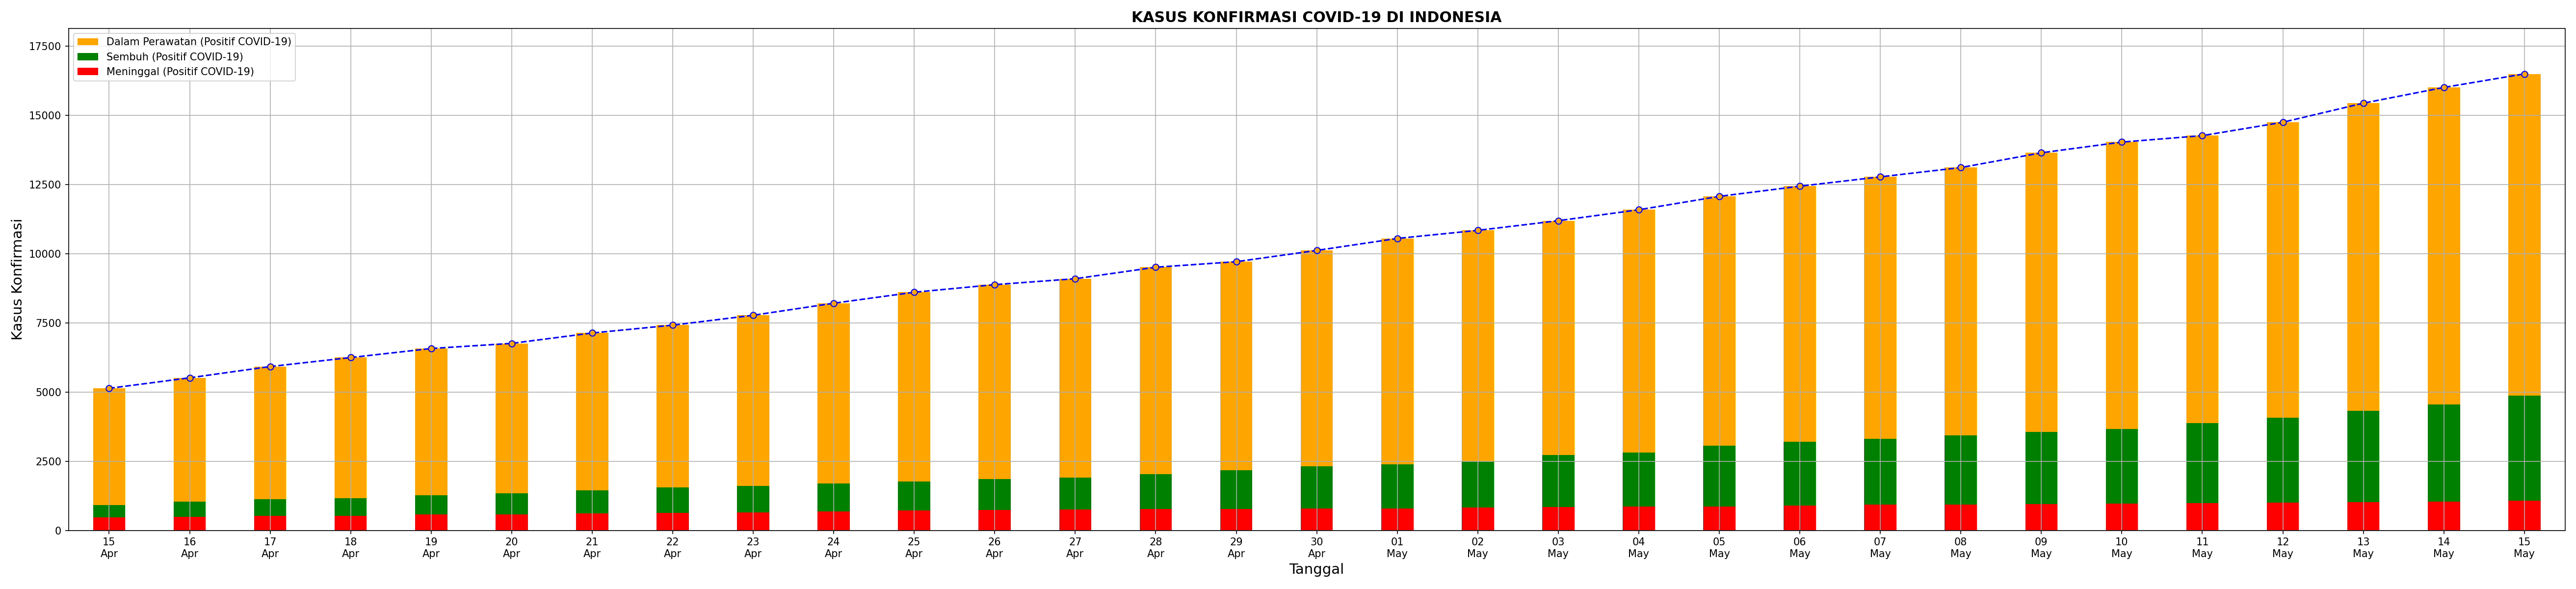 KASUS KONFIRMASI COVID-19 DI INDONESIA
Dalam Perawatan (Positif COVID-19)
Sembuh (Positif COVID-19)
Meninggal (Positif COVID-19)
Kasus Konfirmasi
17500
15000
12500
10000
7500
5000
2500
0
15 Apr
16 Apr
17 Apr
18 Apr
19 Apr
20 Apr
21 Apr
22 Apr
23 Apr
24 Apr
25 Apr
26 Apr
27 Apr
28 Apr
29 Apr
30 Apr
01 May
02 May
03 May
04 May
05 May
06 May
07 May
08 May
09 May
10 May
11 May
12 May
13 May
14 May
15 May
Tanggal